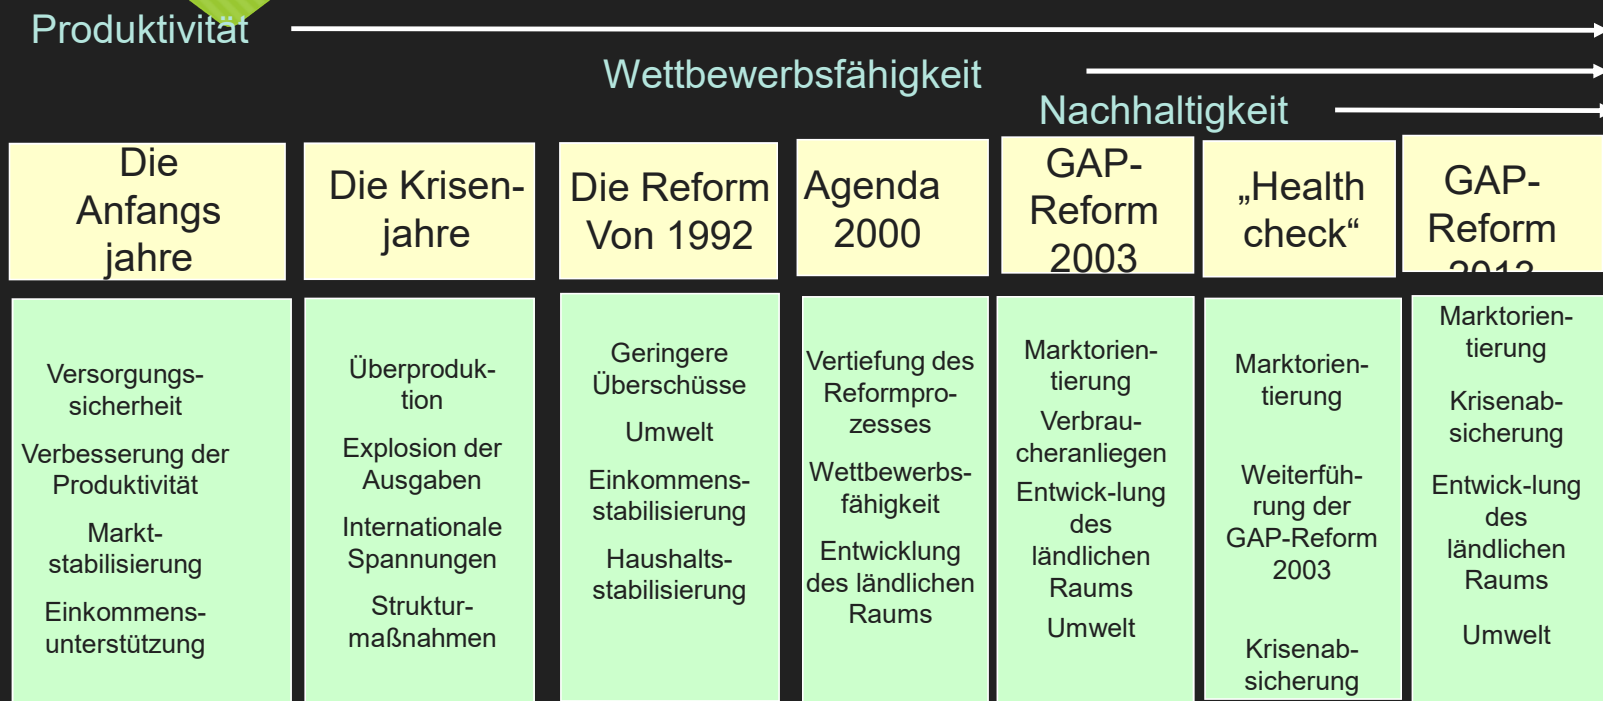 Produktivität
Wettbewerbsfähigkeit
Nachhaltigkeit
Die
Anfangs
jahre
Die Krisen-
jahre
Die Reform
Von 1992
Agenda
2000
GAP-
Reform
2003
„Health
check“
GAP-
Reform
Versorgungs-
sicherheit
Verbesserung der
Produktivität
Markt-
stabilisierung
Einkommens-
unterstützung
Überproduk-
tion
Explosion der
Ausgaben
Internationale
Spannungen
Struktur-
maßnahmen
Geringere
Überschüsse
Umwelt
Einkommens-
stabilisierung
Haushalts-
stabilisierung
Vertiefung des
Reformpro-
zesses
Wettbewerbs-
fähigkeit
Entwicklung
des ländlichen
Raums
Marktorien-
tierung
Verbrau-
cheranliegen
Entwick-lung
des
ländlichen
Raums
Umwelt
Marktorien-
tierung
Weiterfüh-
rung der
GAP-Reform
2003
Krisenab-
sicherung
Marktorien-
tierung
Krisenab-
sicherung
Entwick-lung
des
ländlichen
Raums
Umwelt